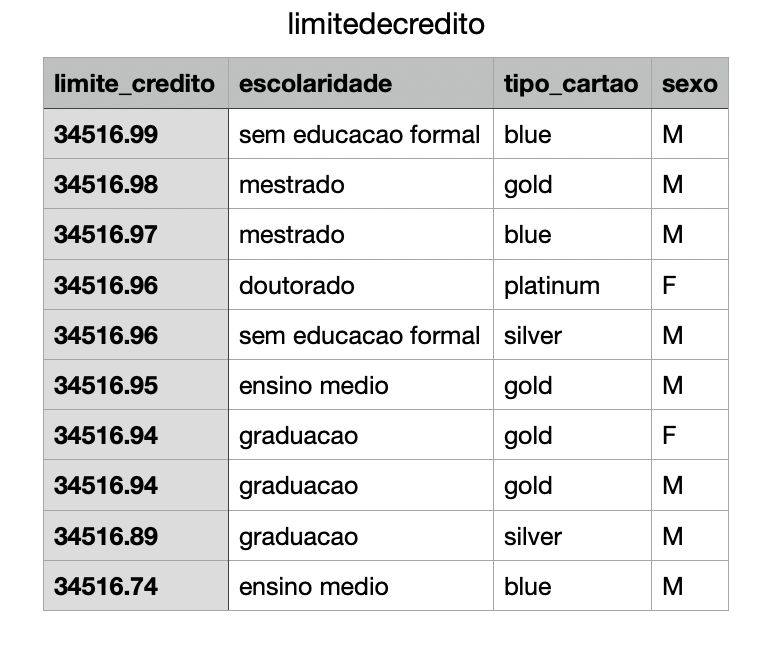 limitedecredito
limite_credito escolaridade tipo_cartao sexo
34516.99 sem educacao formal blue M
34516.98 mestrado gold M
34516.97 mestrado blue M
34516.96 doutorado platinum F
34516.96 sem educacao formal silver M
34516.95 ensino medio gold M
34516.94 graduacao gold F
34516.94 graduacao gold M
34516.89 graduacao silver M
34516.74 ensino medio blue M